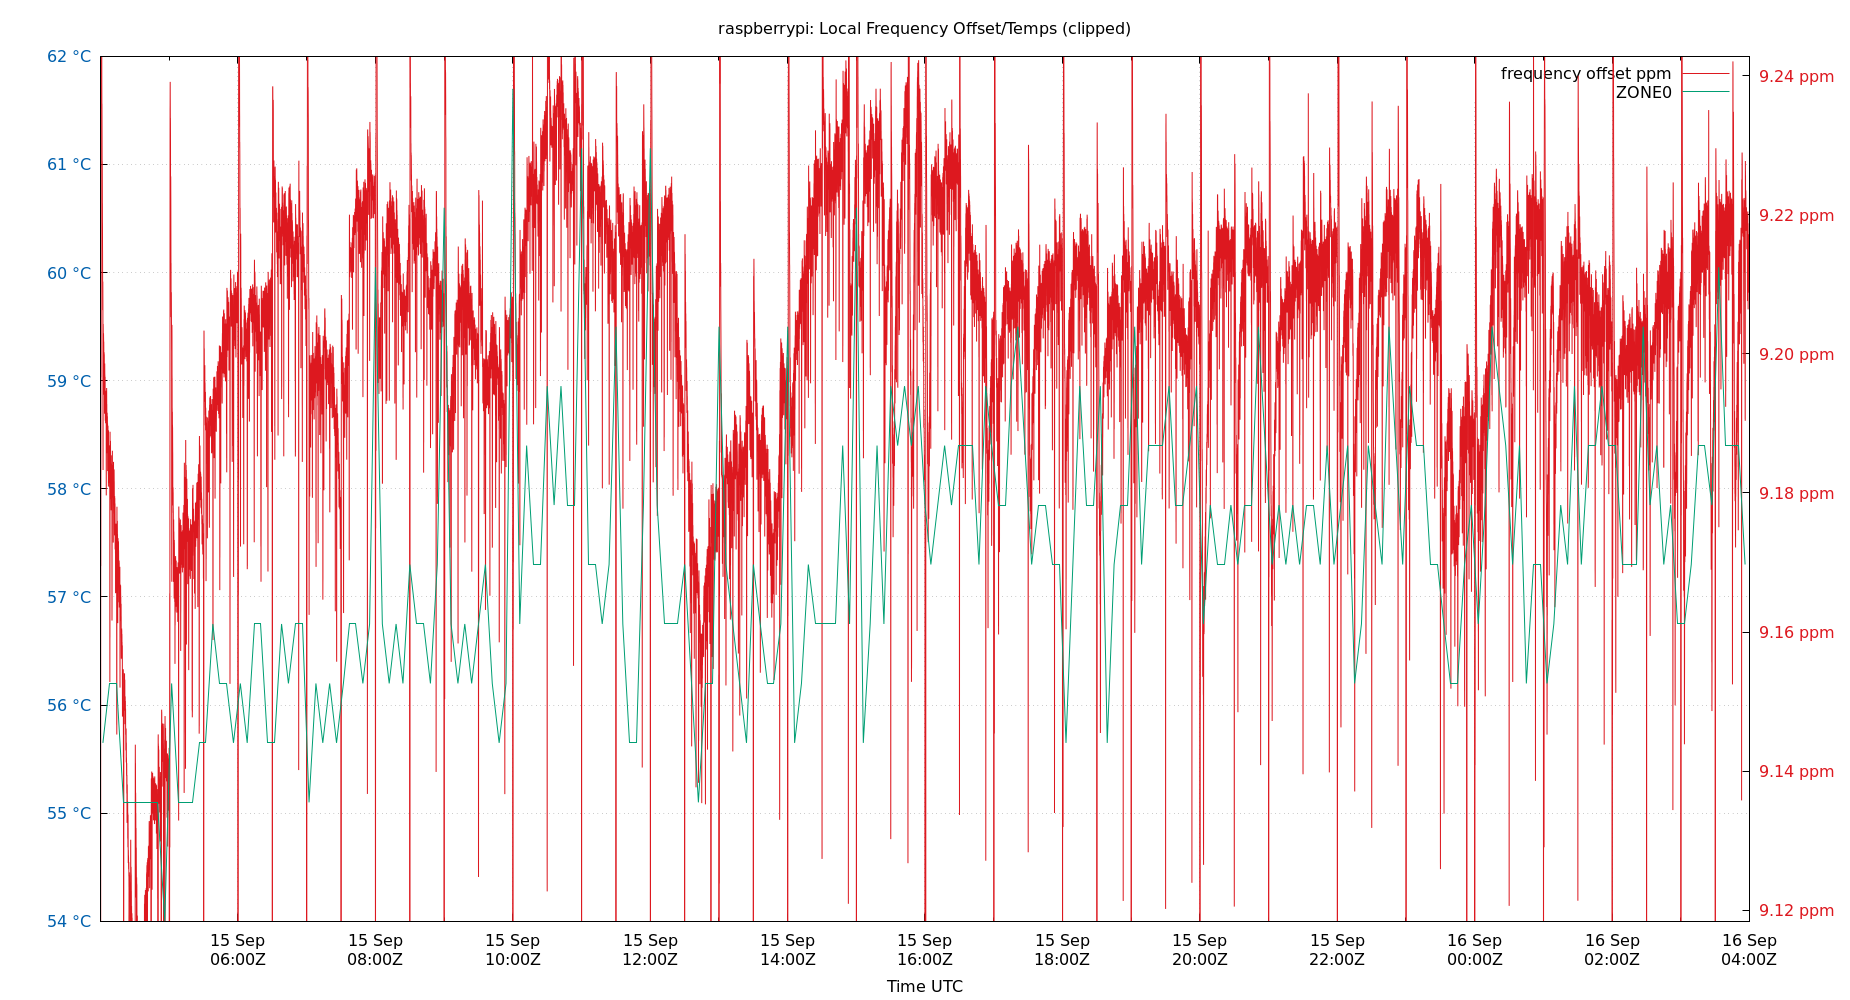 raspberrypi: Local Frequency Offset/Temps (clipped)
62 °C
61 °C
60 °C
59 °C
58 °C
57 °C
56 °C
55 °C
54 °C
frequency offset ppm
ZONE0
9.24 ppm
9.22 ppm
9.20 ppm
9.18 ppm
9.16 ppm
9.14 ppm
9.12 ppm
15 Sep 15 Sep 15 Sep 15 Sep 15 Sep 15 Sep 15 Sep 15 Sep 15 Sep 16 Sep 16 Sep 16 Sep
06:00Z 08:00Z 10:00Z 12:00Z 14:00Z 16:00Z 18:00Z 20:00Z 22:00Z 00:00Z 02:00Z 04:00Z
Time UTC